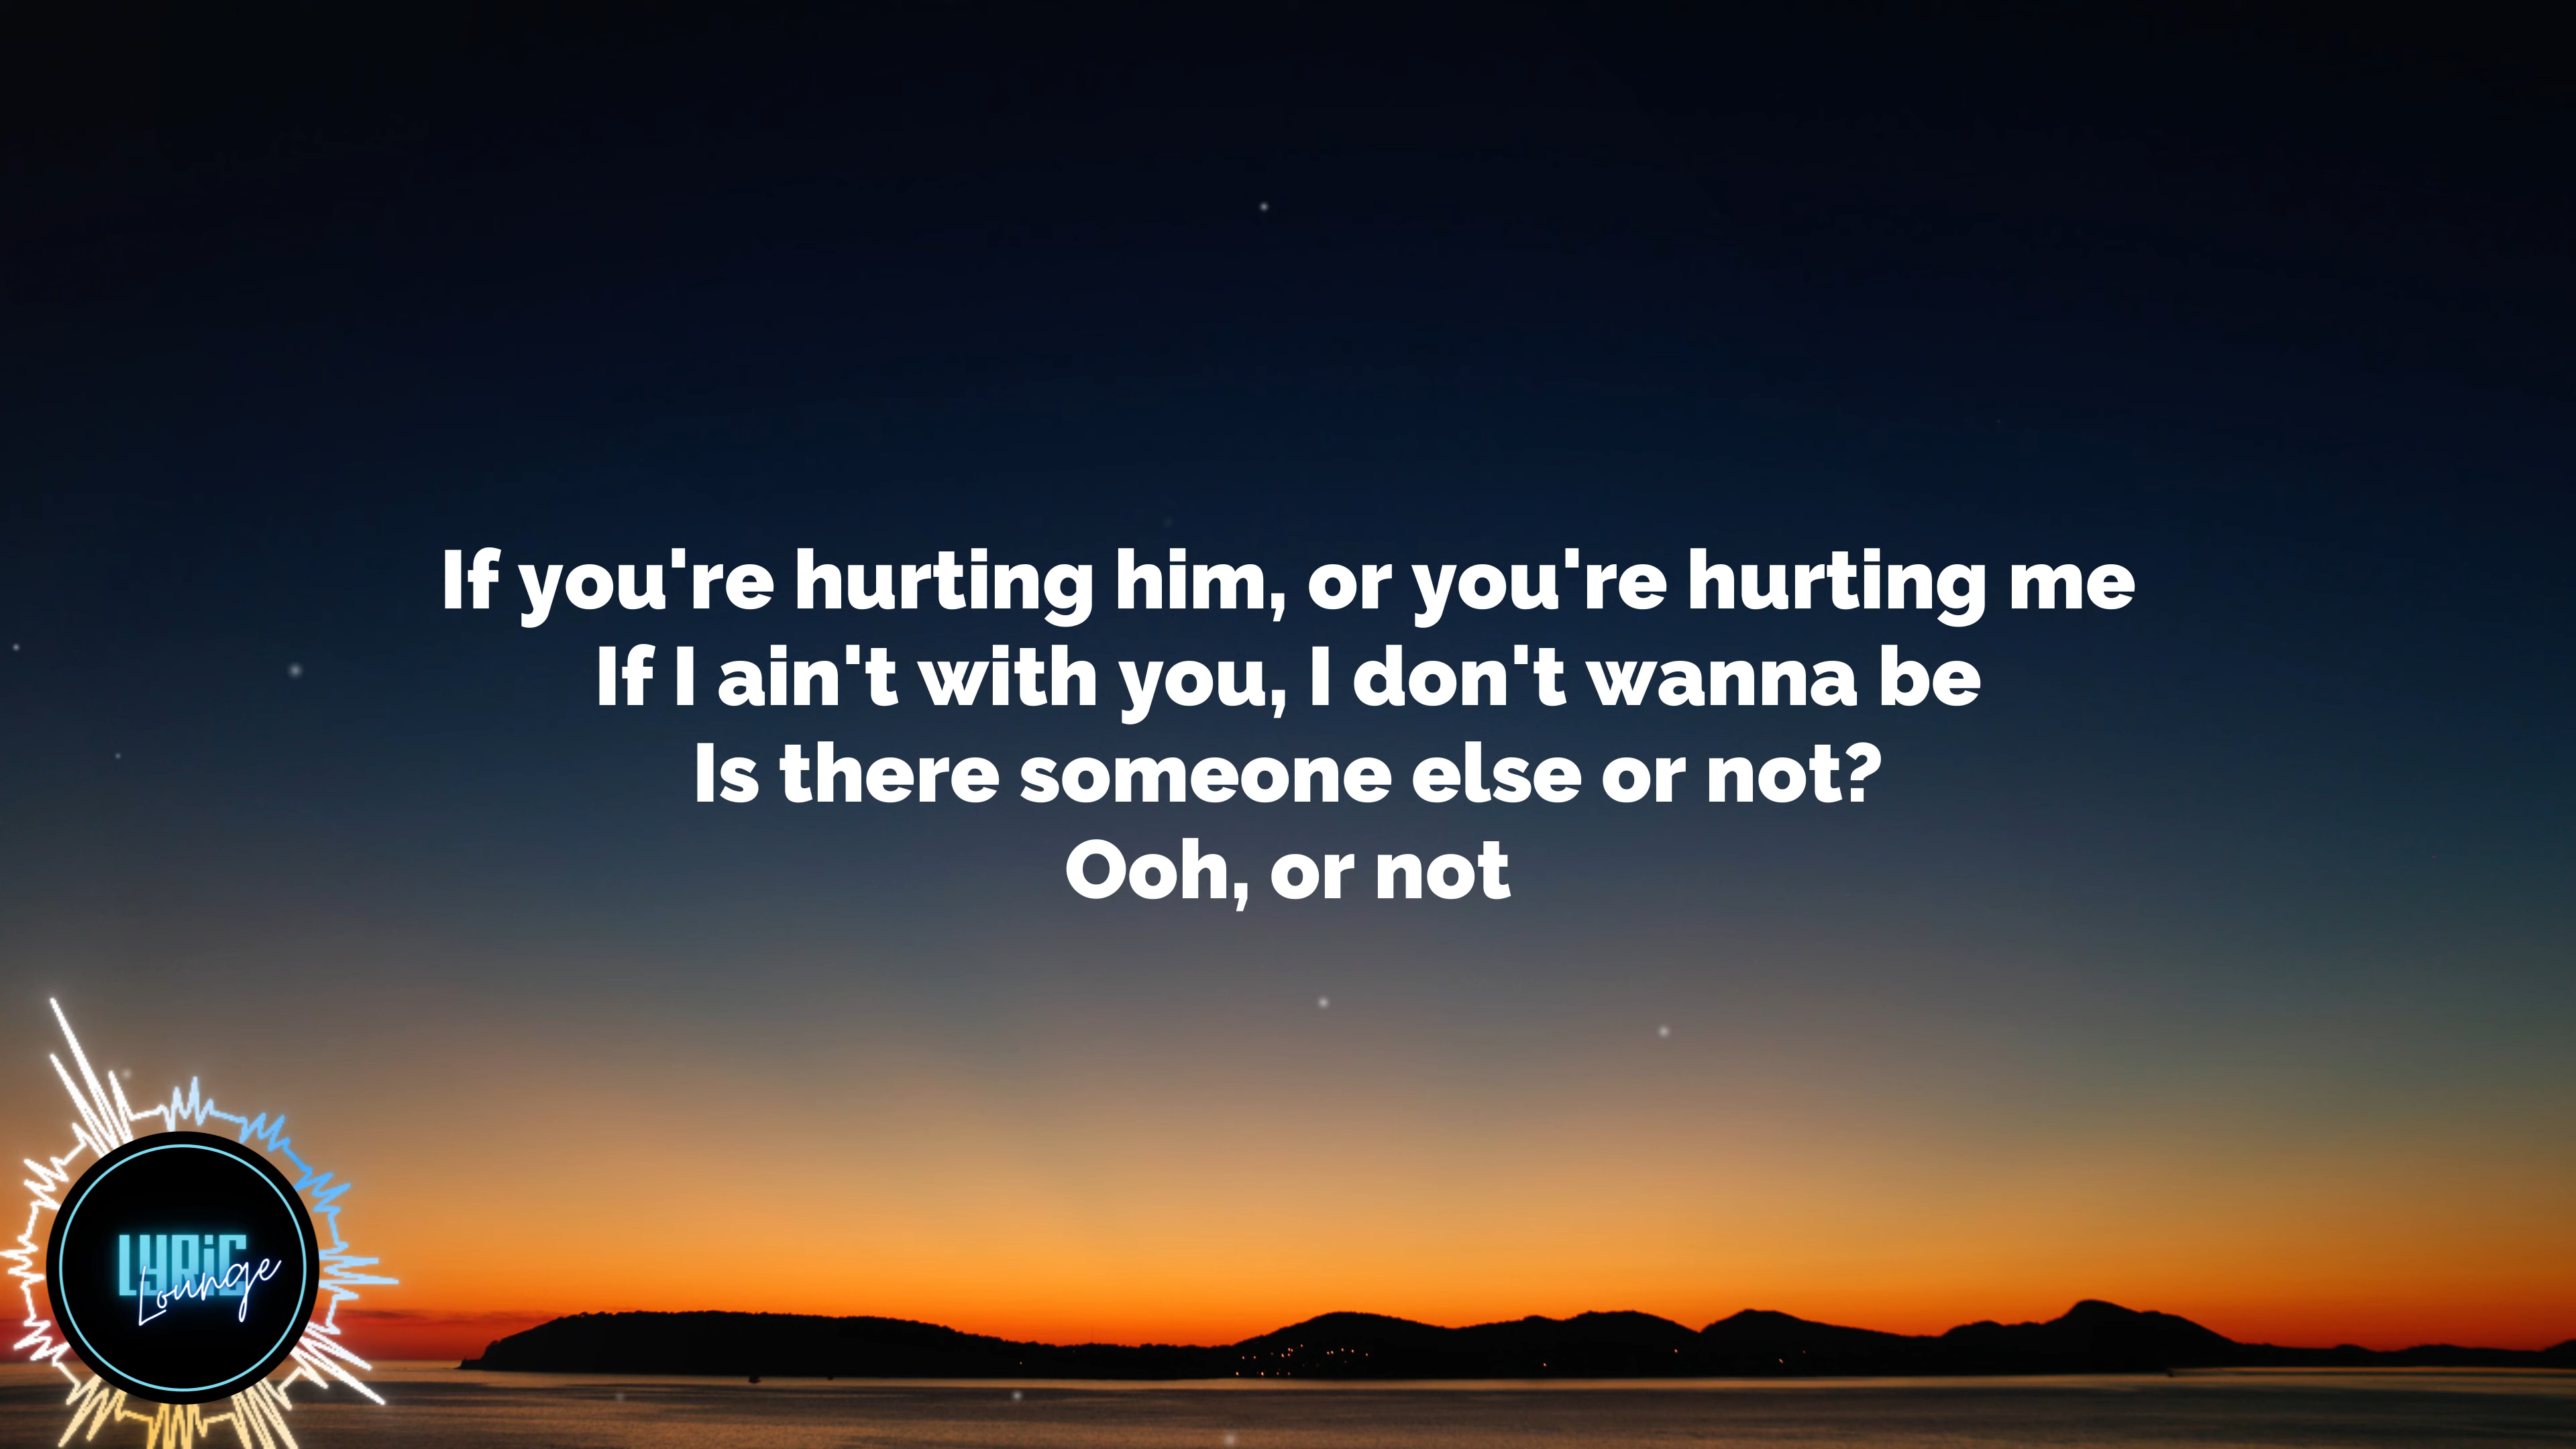 If you're hurting him, or you're hurting me
If I ain't with you, I don't wanna be
Is there someone else or not?
Ooh, or not
LYRiC
Lounge